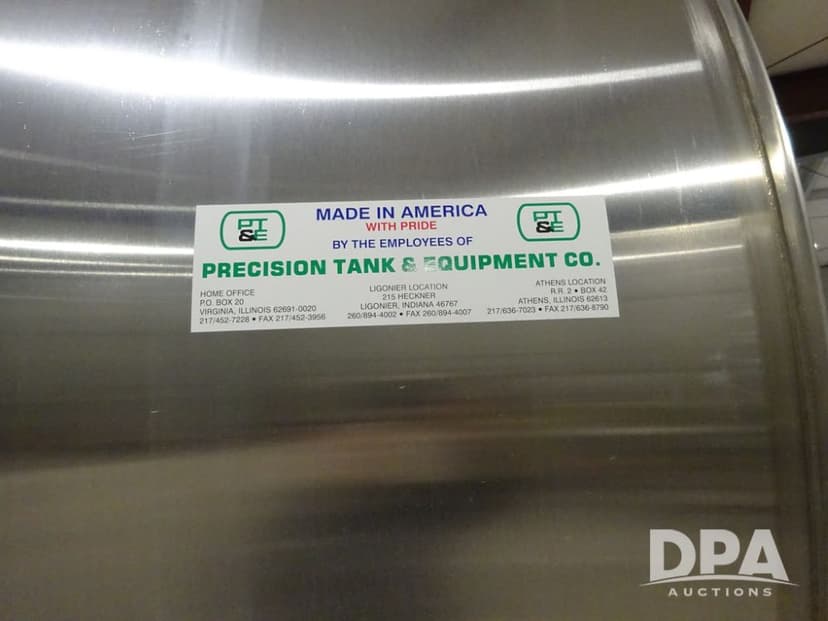 PT
&E
MADE IN AMERICA
WITH PRIDE
BY THE EMPLOYEES OF
PT
&E
PRECISION TANK & EQUIPMENT CO.
HOME OFFICE
P.O. BOX 20
VIRGINIA, ILLINOIS 62691-0020
217/452-7228 • FAX 217/452-3956
LIGONIER LOCATION
215 HECKNER
LIGONIER, INDIANA 46767
260/894-4002 • FAX 260/894-4007
ATHENS LOCATION
R.R. 2 • BOX 42
ATHENS, ILLINOIS 62613
217/636-7023 • FAX 217/636-8790
DPA
AUCTIONS